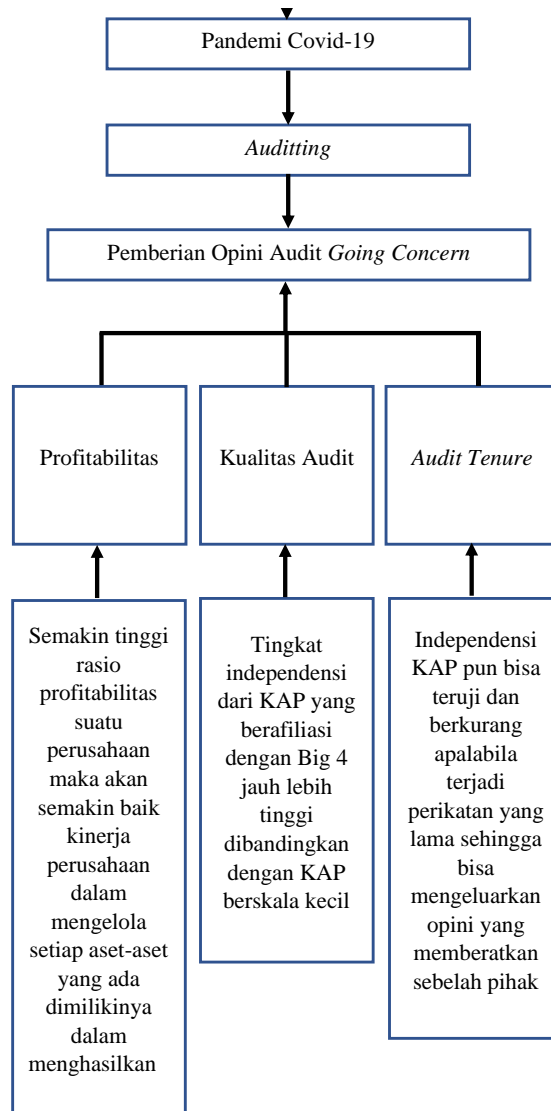 Pandemi Covid-19
Auditting
Pemberian Opini Audit Going Concern
Profitabilitas
Kualitas Audit
Audit Tenure
Semakin tinggi
rasio
profitabilitas
suatu
perusahaan
maka akan
semakin baik
kinerja
perusahaan
dalam
mengelola
setiap aset-aset
yang ada
dimilikinya
dalam
menghasilkan
Tingkat
independensi
dari KAP yang
berafiliasi
dengan Big 4
jauh lebih
tinggi
dibandingkan
dengan KAP
berskala kecil
Independensi
KAP pun bisa
teruji dan
berkurang
apalabila
terjadi
perikatan yang
lama sehingga
bisa
mengeluarkan
opini yang
memberatkan
sebelah pihak